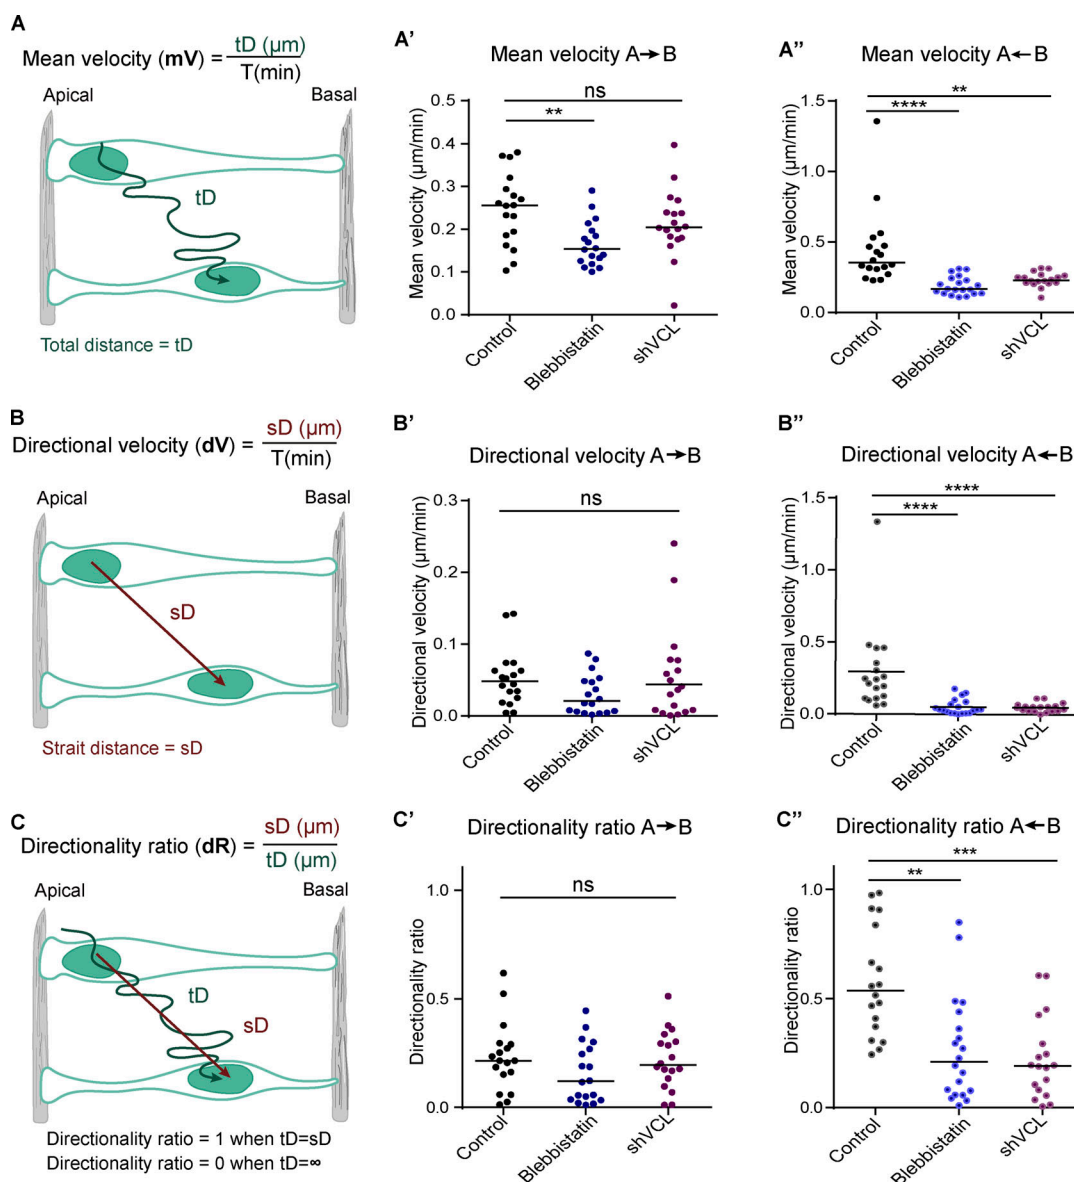 A
Mean velocity (mV) = tD (µm)
T(min)
Apical
Basal
tD
Total distance = tD
A'
Mean velocity A→B
ns
**
Mean velocity (µm/min)
0.5
0.4
0.3
0.2
0.1
0.0
Control
Blebbistatin
shVCL
A''
Mean velocity A←B
**
****
Mean velocity (µm/min)
1.5
1.0
0.5
0.0
Control
Blebbistatin
shVCL
B
Directional velocity (dV) = sD (µm)
T(min)
Apical
Basal
sD
Strait distance = sD
B'
Directional velocity A→B
ns
Directional velocity (µm/min)
0.3
0.2
0.1
0.0
Control
Blebbistatin
shVCL
B''
Directional velocity A←B
****
****
Directional velocity (µm/min)
1.5
1.0
0.5
0.0
Control
Blebbistatin
shVCL
C
Directionality ratio (dR) = sD (µm)
tD (µm)
Apical
Basal
tD
sD
Directionality ratio = 1 when tD=sD
Directionality ratio = 0 when tD=∞
C'
Directionality ratio A→B
ns
Directionality ratio
1.0
0.5
0.0
Control
Blebbistatin
shVCL
C''
Directionality ratio A←B
***
**
Directionality ratio
1.0
0.5
0.0
Control
Blebbistatin
shVCL